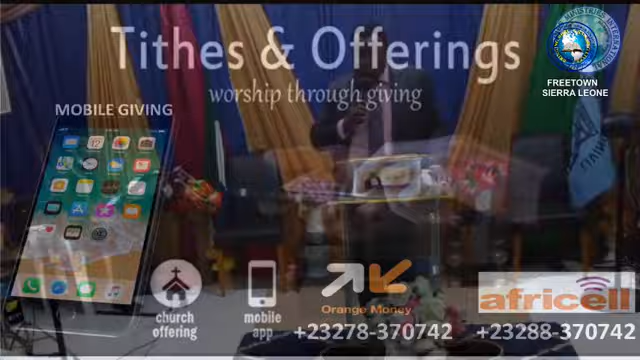 Tithes & Offerings
worship through giving
FREETOWN
SIERRA LEONE
MOBILE GIVING
church
offering
mobile
app
Orange Money
+23278-370742
africell
+23288-370742